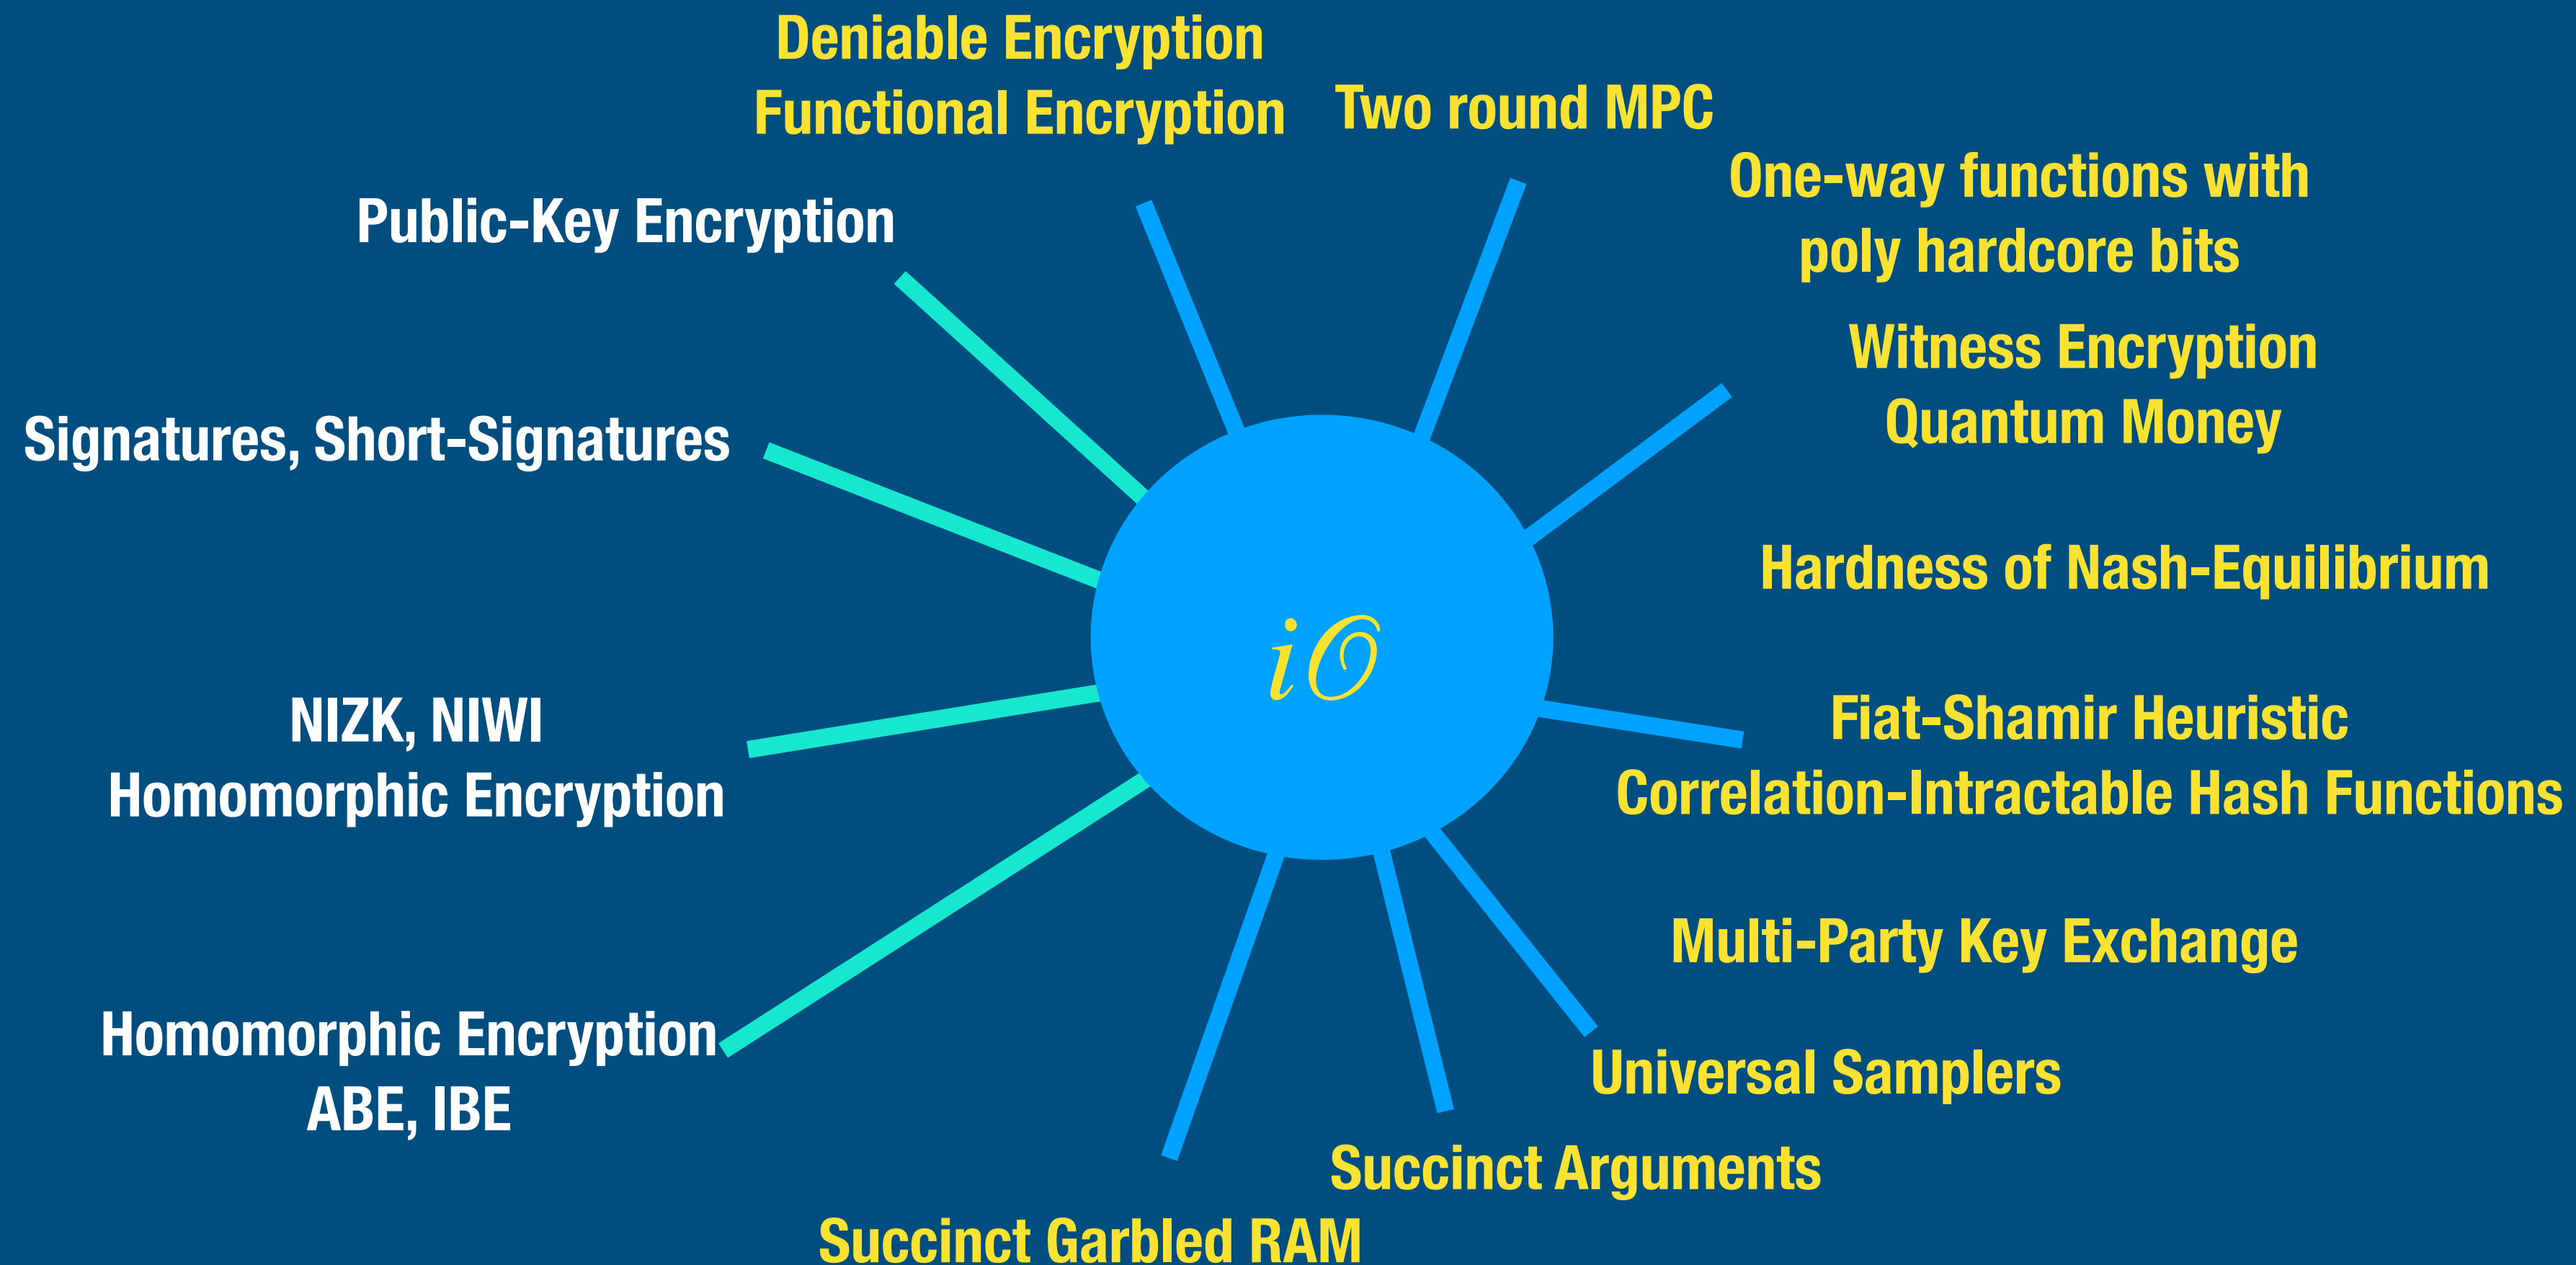 Deniable Encryption
Functional Encryption
Two round MPC
One-way functions with
poly hardcore bits
Public-Key Encryption
Witness Encryption
Quantum Money
Signatures, Short-Signatures
Hardness of Nash-Equilibrium
iO
NIZK, NIWI
Homomorphic Encryption
Fiat-Shamir Heuristic
Correlation-Intractable Hash Functions
Multi-Party Key Exchange
Homomorphic Encryption
ABE, IBE
Universal Samplers
Succinct Arguments
Succinct Garbled RAM